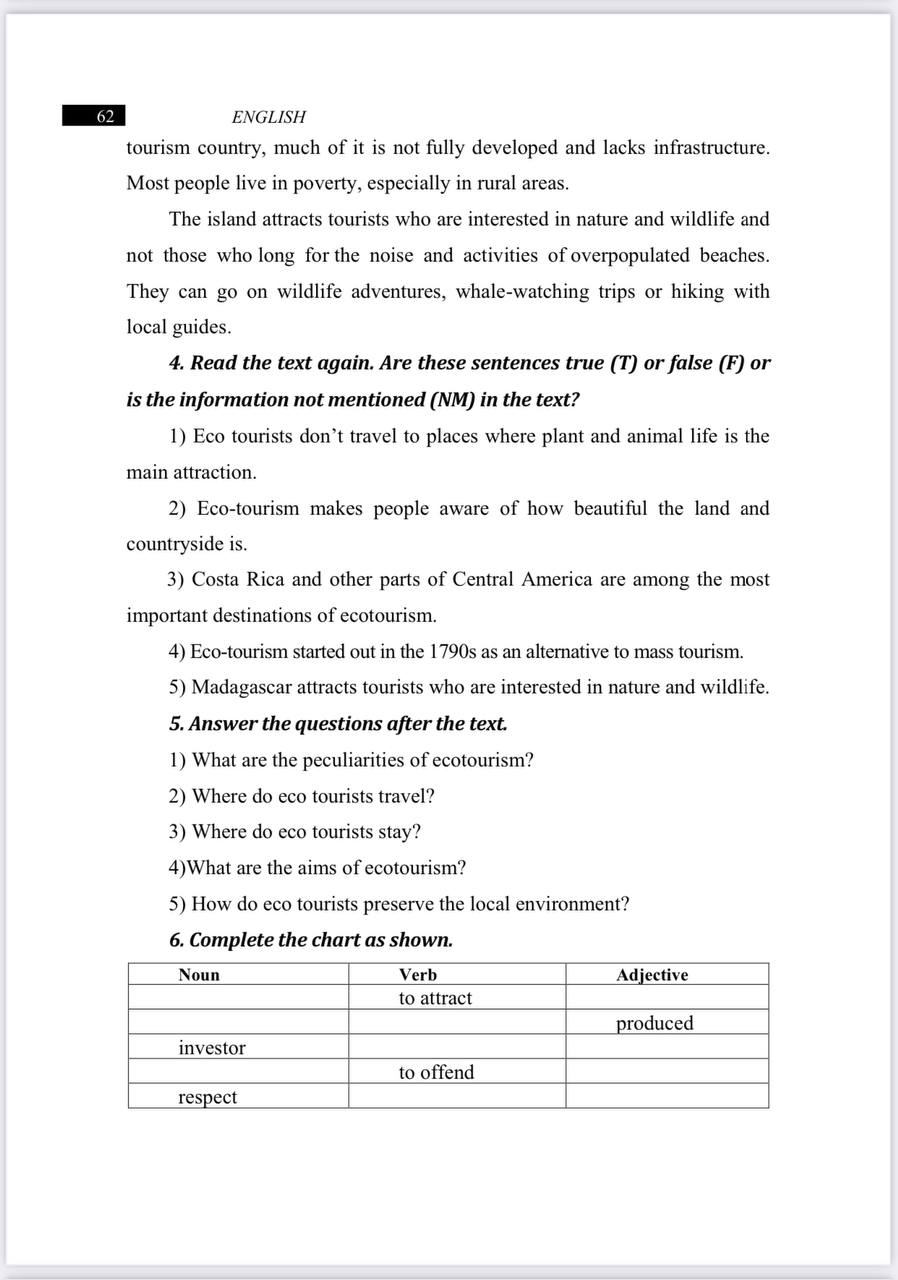 62 ENGLISH
tourism country, much of it is not fully developed and lacks infrastructure.
Most people live in poverty, especially in rural areas.
The island attracts tourists who are interested in nature and wildlife and
not those who long for the noise and activities of overpopulated beaches.
They can go on wildlife adventures, whale-watching trips or hiking with
local guides.
4. Read the text again. Are these sentences true (T) or false (F) or
is the information not mentioned (NM) in the text?
1) Eco tourists don’t travel to places where plant and animal life is the
main attraction.
2) Eco-tourism makes people aware of how beautiful the land and
countryside is.
3) Costa Rica and other parts of Central America are among the most
important destinations of ecotourism.
4) Eco-tourism started out in the 1790s as an alternative to mass tourism.
5) Madagascar attracts tourists who are interested in nature and wildlife.
5. Answer the questions after the text.
1) What are the peculiarities of ecotourism?
2) Where do eco tourists travel?
3) Where do eco tourists stay?
4)What are the aims of ecotourism?
5) How do eco tourists preserve the local environment?
6. Complete the chart as shown.
Noun Verb Adjective
to attract
produced
investor
to offend
respect